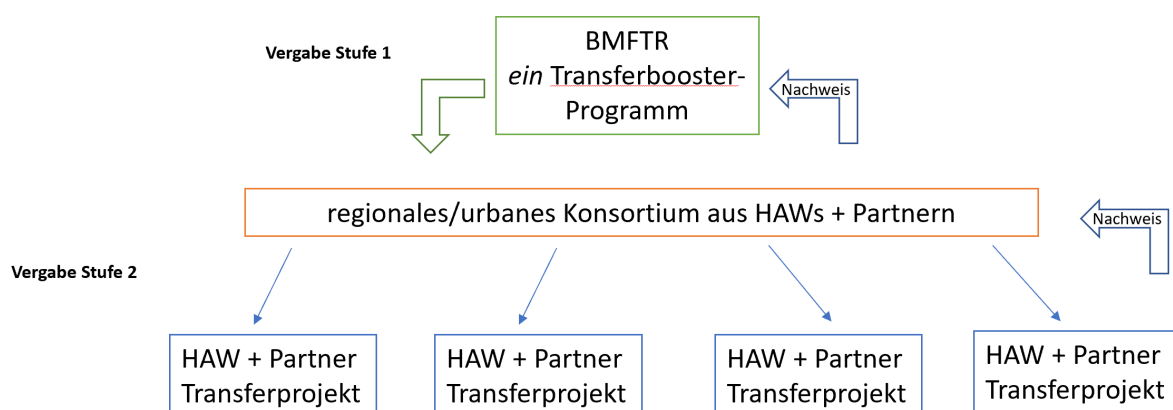 Vergabe Stufe 1
BMFTR
ein Transferbooster-
Programm
Nachweis
regionales/urbanes Konsortium aus HAWs + Partnern
Nachweis
Vergabe Stufe 2
HAW + Partner
Transferprojekt
HAW + Partner
Transferprojekt
HAW + Partner
Transferprojekt
HAW + Partner
Transferprojekt